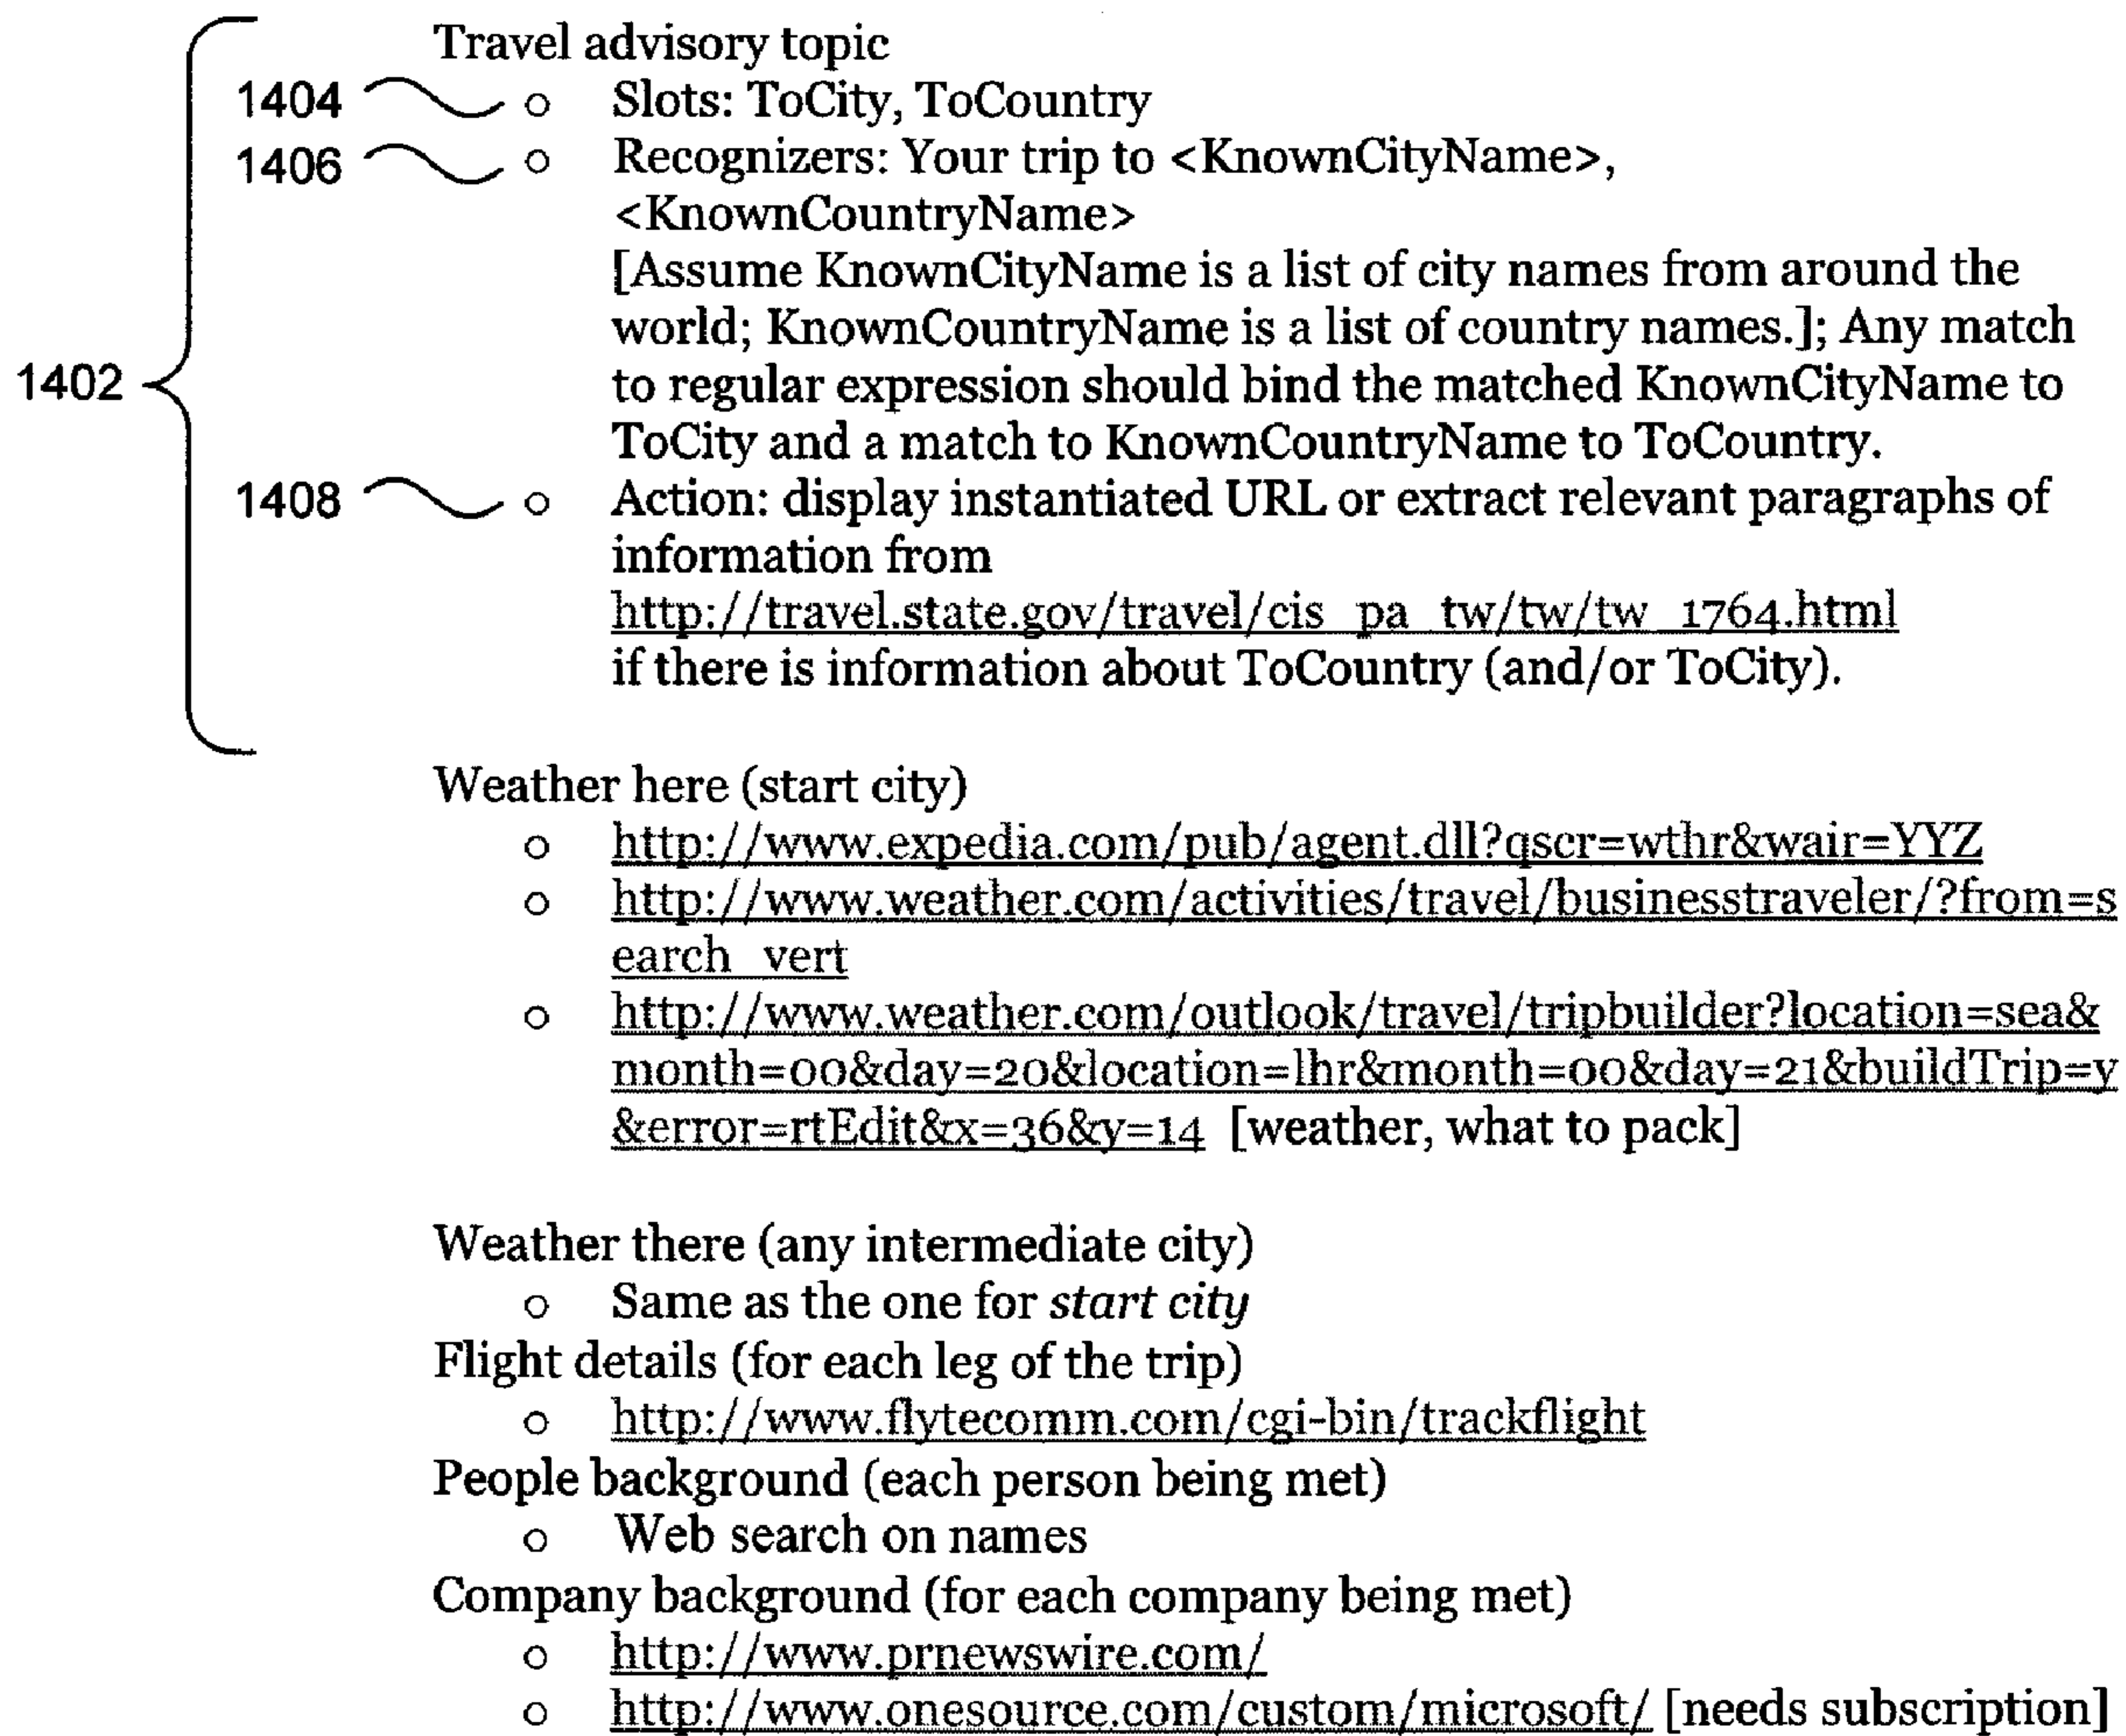 Travel advisory topic
1404 ○ Slots: ToCity, ToCountry
1406 ○ Recognizers: Your trip to <KnownCityName>,
<KnownCountryName>
[Assume KnownCityName is a list of city names from around the
world; KnownCountryName is a list of country names.]; Any match
1402 to regular expression should bind the matched KnownCityName to
ToCity and a match to KnownCountryName to ToCountry.
1408 ○ Action: display instantiated URL or extract relevant paragraphs of
information from
http://travel.state.gov/travel/cis_pa_tw/tw/tw_1764.html
if there is information about ToCountry (and/or ToCity).
Weather here (start city)
○ http://www.expedia.com/pub/agent.dll?qscr=wthr&wair=YYZ
○ http://www.weather.com/activities/travel/businesstraveler/?from=s
earch_vert
○ http://www.weather.com/outlook/travel/tripbuilder?location=sea&
month=00&day=20&location=lhr&month=00&day=21&buildTrip=y
&error=rtEdit&x=36&y=14 [weather, what to pack]
Weather there (any intermediate city)
○ Same as the one for start city
Flight details (for each leg of the trip)
○ http://www.flytecomm.com/cgi-bin/trackflight
People background (each person being met)
○ Web search on names
Company background (for each company being met)
○ http://www.prnewswire.com/
○ http://www.onesource.com/custom/microsoft/ [needs subscription]